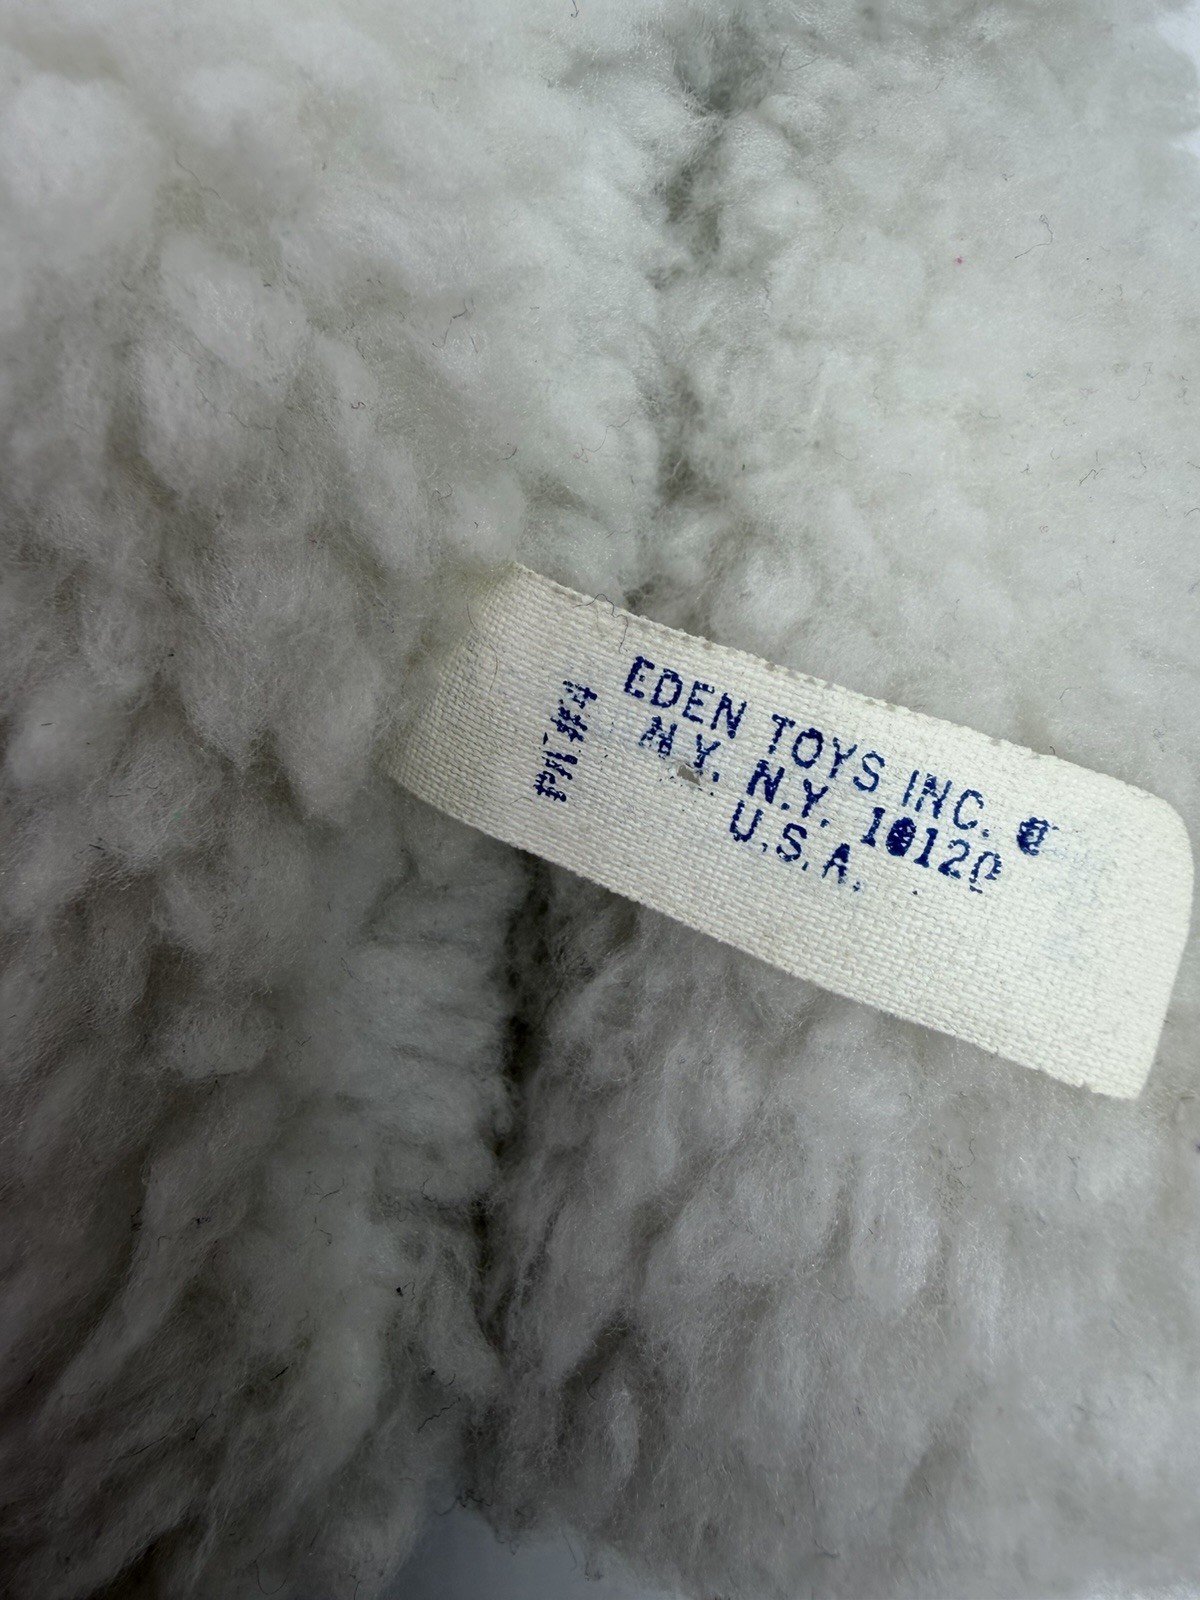 EDEN TOYS INC. ©
N.Y. N.Y. 10120
U.S.A.